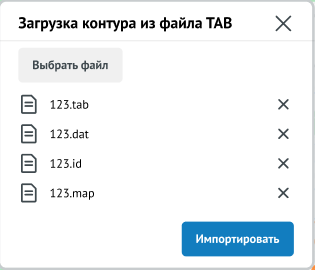 Загрузка контура из файла TAB
Выбрать файл
123.tab
123.dat
123.id
123.map
Импортировать